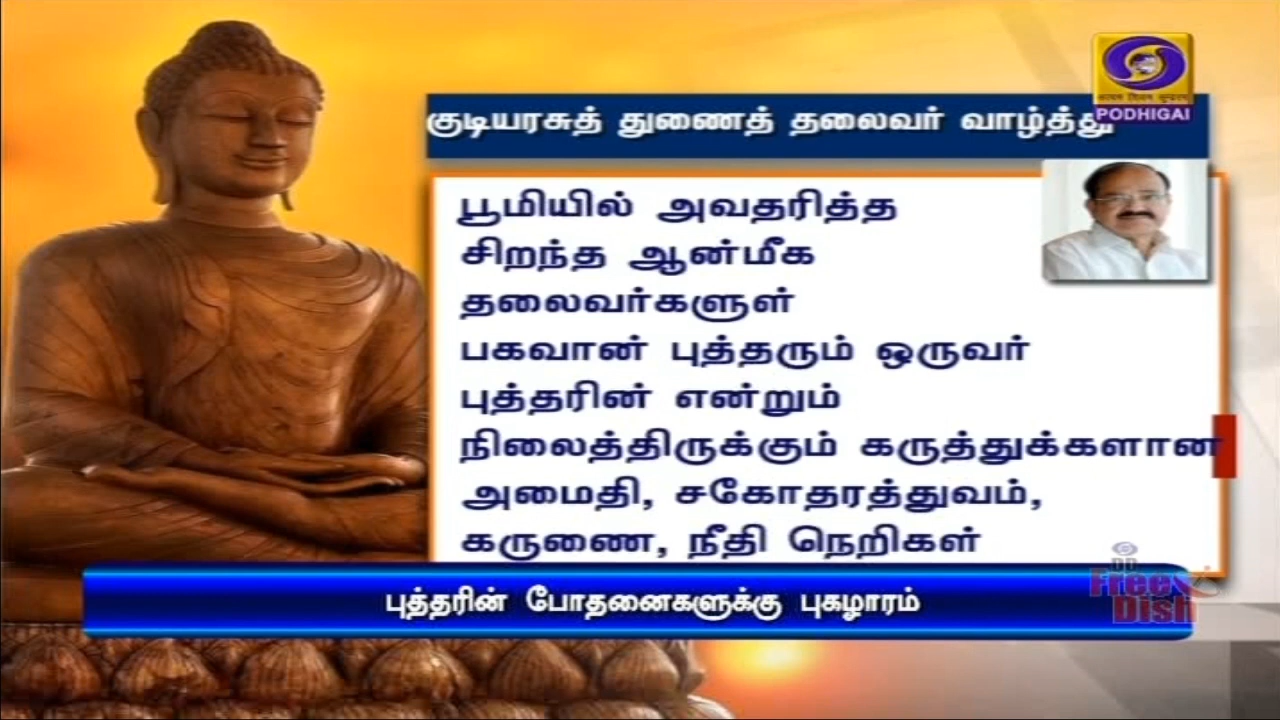 குடியரசுத் துணைத் தலைவர் வாழ்த்து
PODHIGAI
பூமியில் அவதரித்த
சிறந்த ஆன்மீக
தலைவர்களுள்
பகவான் புத்தரும் ஒருவர்
புத்தரின் என்றும்
நிலைத்திருக்கும் கருத்துக்களான
அமைதி, சகோதரத்துவம்,
கருணை, நீதி நெறிகள்
DD
Free
Dish
புத்தரின் போதனைகளுக்கு புகழாரம்